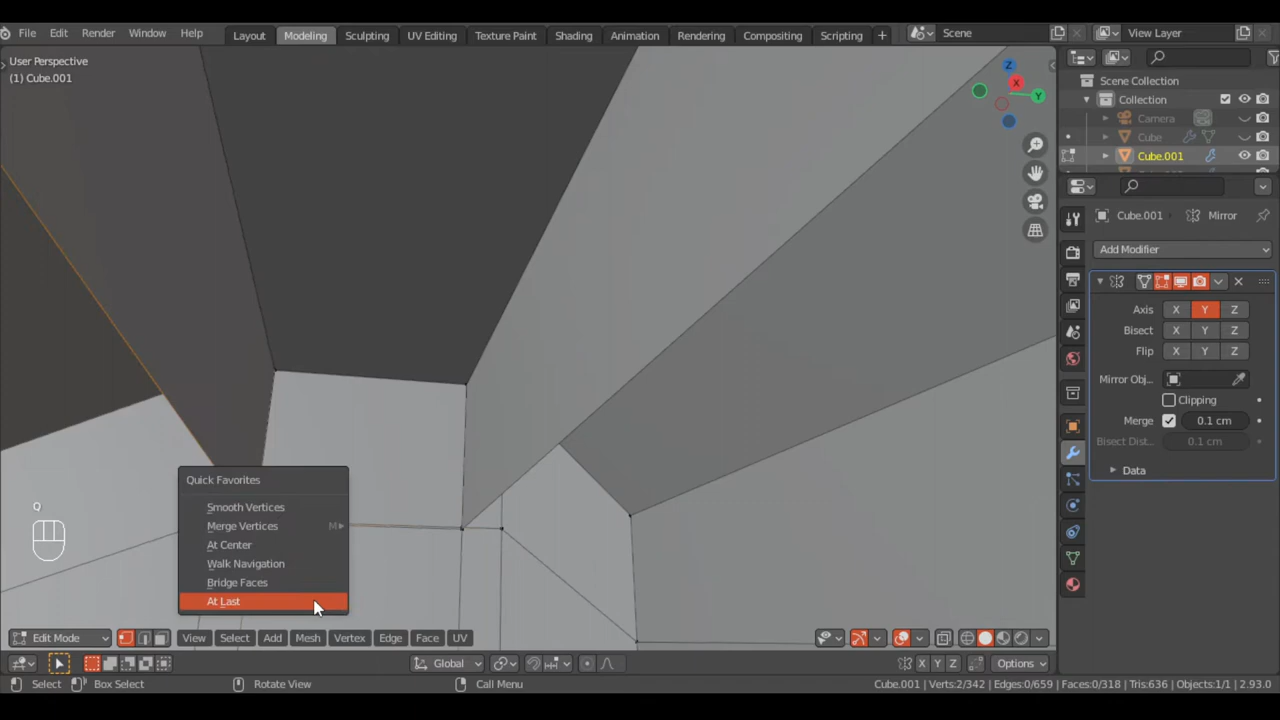 File Edit Render Window Help Layout Modeling Sculpting UV Editing Texture Paint Shading Animation Rendering Compositing Scripting + Scene View Layer
User Perspective
(1) Cube.001
Z
X
Y
Scene Collection
Collection
Camera
Cube
Cube.001
Cube.001 Mirror
Add Modifier
Axis X Y Z
Bisect X Y Z
Flip X Y Z
Mirror Obj...
Clipping
Merge 0.1 cm
Bisect Dist... 0.1 cm
Data
Q
Quick Favorites
Smooth Vertices
Merge Vertices M
At Center
Walk Navigation
Bridge Faces
At Last
Edit Mode View Select Add Mesh Vertex Edge Face UV
Global X Y Z Options
Select Box Select Rotate View Call Menu Cube.001 | Verts:2/342 | Edges:0/659 | Faces:0/318 | Tris:636 | Objects:1/1 | 2.93.0